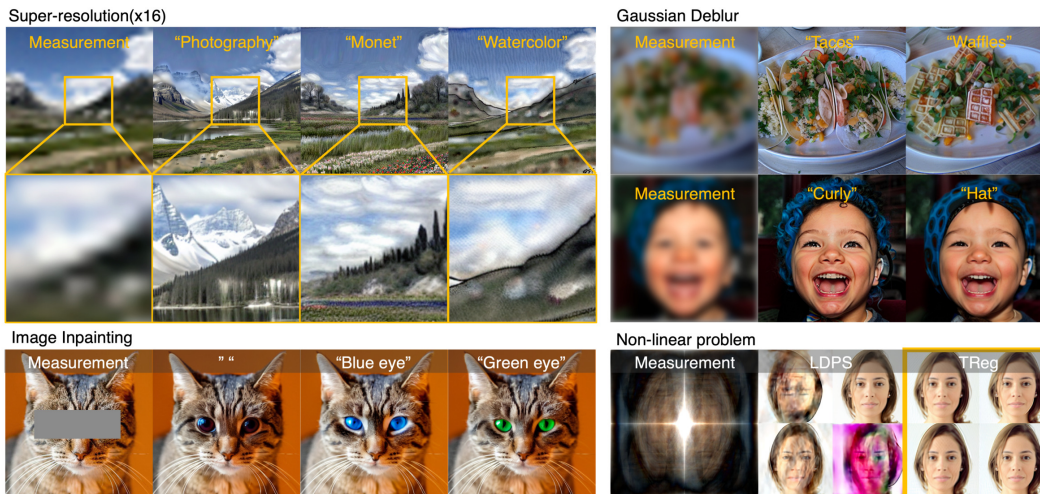 Super-resolution(x16)
Measurement
“Photography”
“Monet”
“Watercolor”
Gaussian Deblur
Measurement
“Tacos”
“Waffles”
Measurement
“Curly”
“Hat”
Image Inpainting
Measurement
” “
“Blue eye”
“Green eye”
Non-linear problem
Measurement
LDPS
TReg